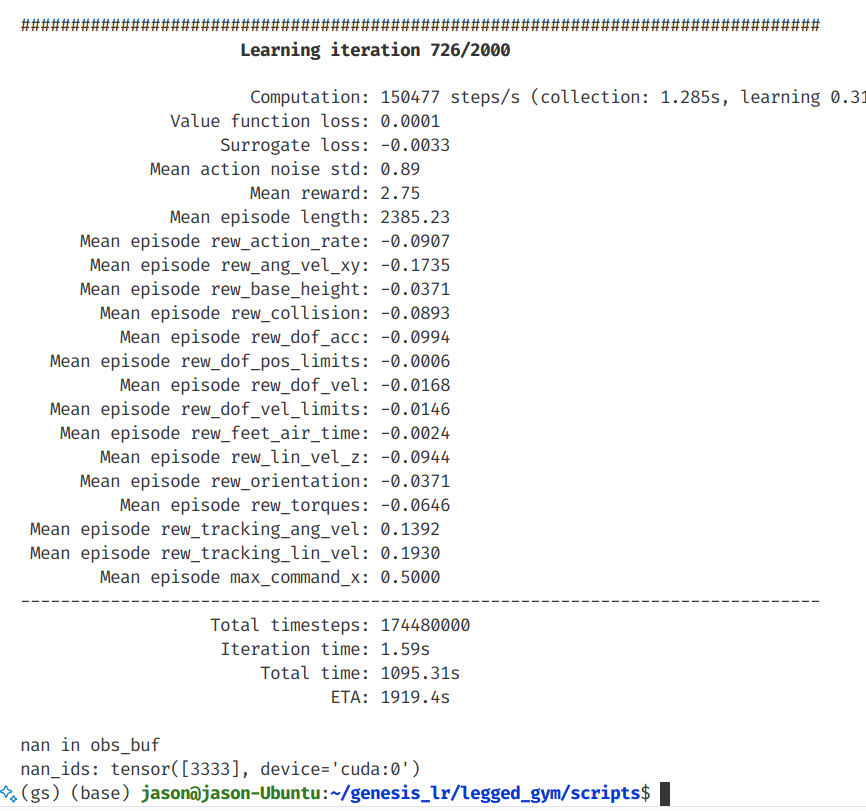 ################################################################################
Learning iteration 726/2000
Computation: 150477 steps/s (collection: 1.285s, learning 0.31
Value function loss: 0.0001
Surrogate loss: -0.0033
Mean action noise std: 0.89
Mean reward: 2.75
Mean episode length: 2385.23
Mean episode rew_action_rate: -0.0907
Mean episode rew_ang_vel_xy: -0.1735
Mean episode rew_base_height: -0.0371
Mean episode rew_collision: -0.0893
Mean episode rew_dof_acc: -0.0994
Mean episode rew_dof_pos_limits: -0.0006
Mean episode rew_dof_vel: -0.0168
Mean episode rew_dof_vel_limits: -0.0146
Mean episode rew_feet_air_time: -0.0024
Mean episode rew_lin_vel_z: -0.0944
Mean episode rew_orientation: -0.0371
Mean episode rew_torques: -0.0646
Mean episode rew_tracking_ang_vel: 0.1392
Mean episode rew_tracking_lin_vel: 0.1930
Mean episode max_command_x: 0.5000
--------------------------------------------------------------------------------
Total timesteps: 174480000
Iteration time: 1.59s
Total time: 1095.31s
ETA: 1919.4s
nan in obs_buf
nan_ids: tensor([3333], device='cuda:0')
(gs) (base) jason@jason-Ubuntu:~/genesis_lr/legged_gym/scripts$